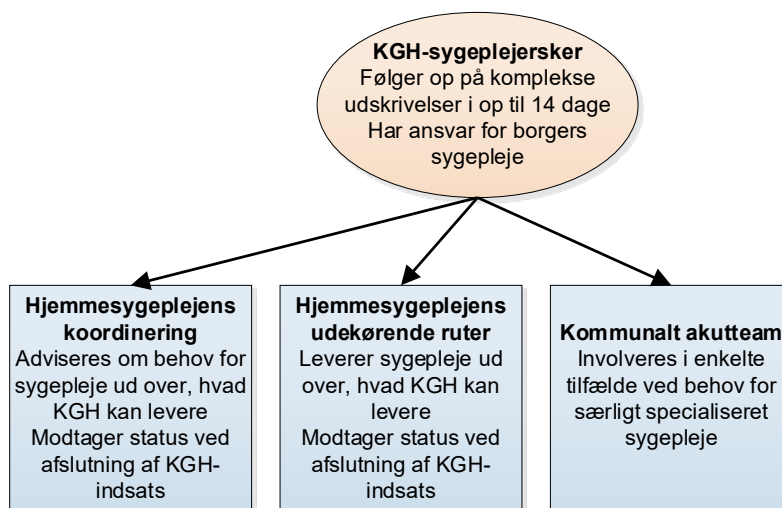 KGH-sygeplejersker
Følger op på komplekse
udskrivelser i op til 14 dage
Har ansvar for borgers
sygepleje
Hjemmesygeplejens
koordinering
Adviseres om behov for
sygepleje ud over, hvad
KGH kan levere
Modtager status ved
afslutning af KGH-
indsats
Hjemmesygeplejens
udekørende ruter
Leverer sygepleje ud
over, hvad KGH kan
levere
Modtager status ved
afslutning af KGH-
indsats
Kommunalt akutteam
Involveres i enkelte
tilfælde ved behov for
særligt specialiseret
sygepleje